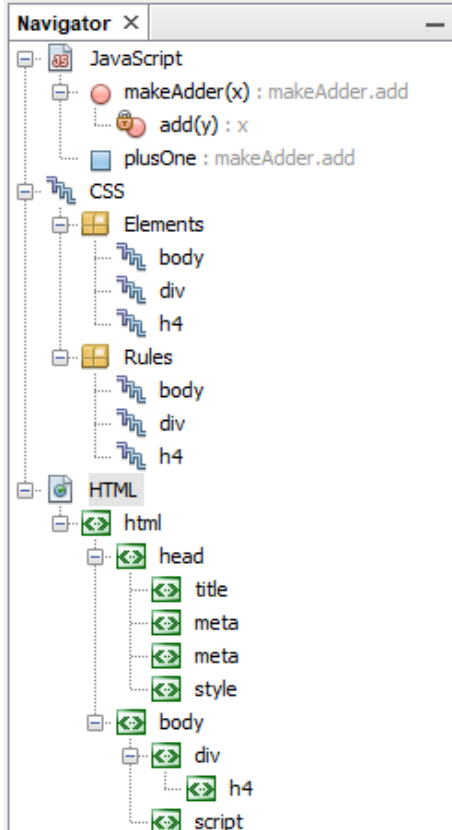 Navigator
JavaScript
makeAdder(x) : makeAdder.add
add(y) : x
plusOne : makeAdder.add
CSS
Elements
body
div
h4
Rules
body
div
h4
HTML
html
head
title
meta
meta
style
body
div
h4
script